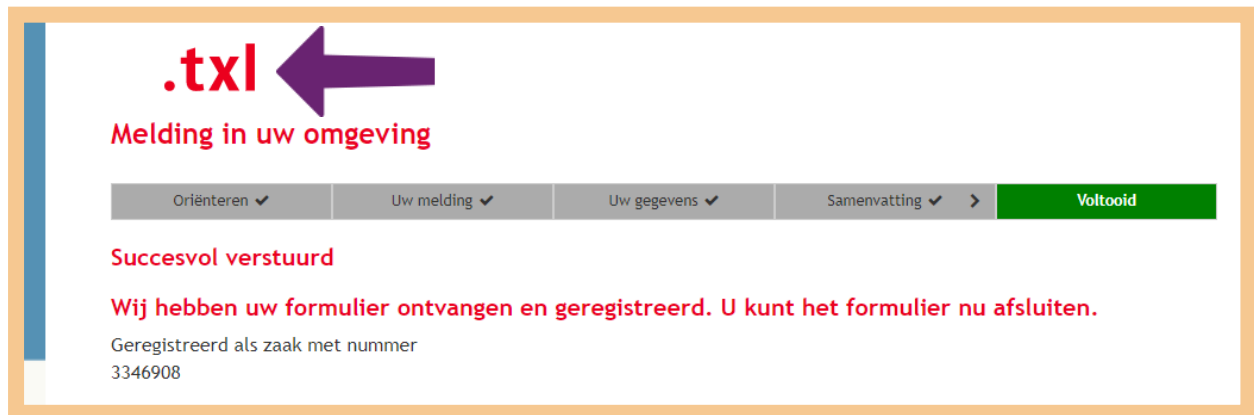 .txl
Melding in uw omgeving
Oriënteren ✔ Uw melding ✔ Uw gegevens ✔ Samenvatting ✔ > Voltooid
Succesvol verstuurd
Wij hebben uw formulier ontvangen en geregistreerd. U kunt het formulier nu afsluiten.
Geregistreerd als zaak met nummer
3346908